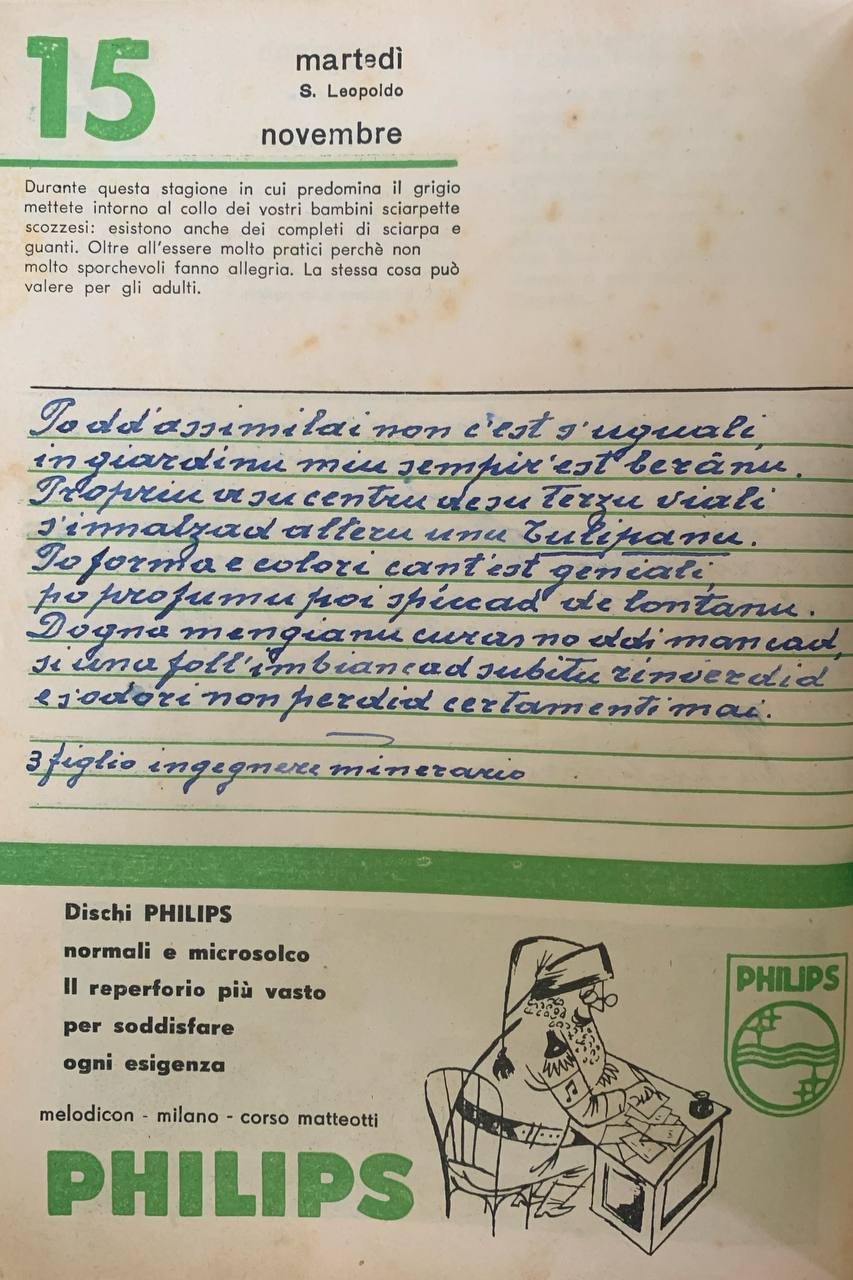 15
martedì
S. Leopoldo
novembre
Durante questa stagione in cui predomina il grigio
mettete intorno al collo dei vostri bambini sciarpette
scozzesi: esistono anche dei completi di sciarpa e
guanti. Oltre all'essere molto pratici perchè non
molto sporchevoli fanno allegria. La stessa cosa può
valere per gli adulti.
Po dd'assimilai non c'est s'uguali,
in giardinu miu sempir'est berãnu.
Propriu a su centru de su terzu viali
s'innalzad alteru unu Tulipanu.
Po forma e colori cant'est geniali,
po profumu poi spiccad de lontanu.
Dogna mengianu curas no ddi mancad,
si una foll'imbiancad subitu rinverdid
e s'odori non perdid certamenti mai.
3 figlio ingegnere minerario
Dischi PHILIPS
normali e microsolco
Il reperforio più vasto
per soddisfare
ogni esigenza
melodicon - milano - corso matteotti
PHILIPS
PHILIPS